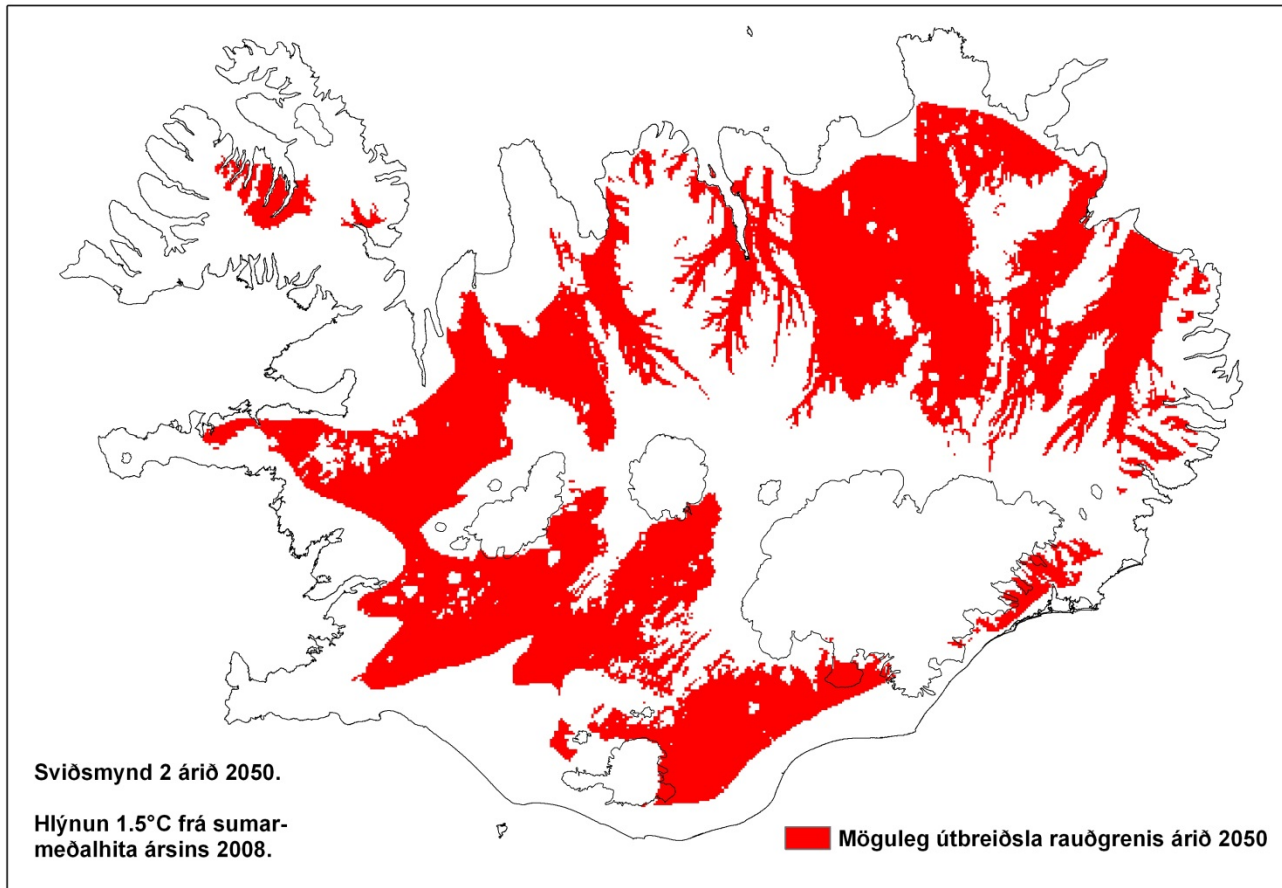 Sviðsmynd 2 árið 2050.
Hlýnun 1.5°C frá sumar-
meðalhita ársins 2008.
Möguleg útbreiðsla rauðgrenis árið 2050